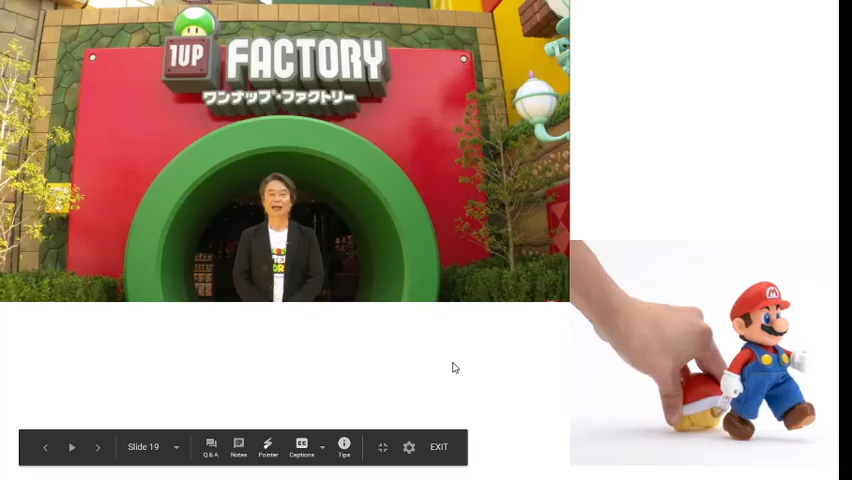 1UP
FACTORY
ワンナップ・ファクトリー
M
Slide 19
Q&A
Notes
Pointer
Captions
Tips
EXIT